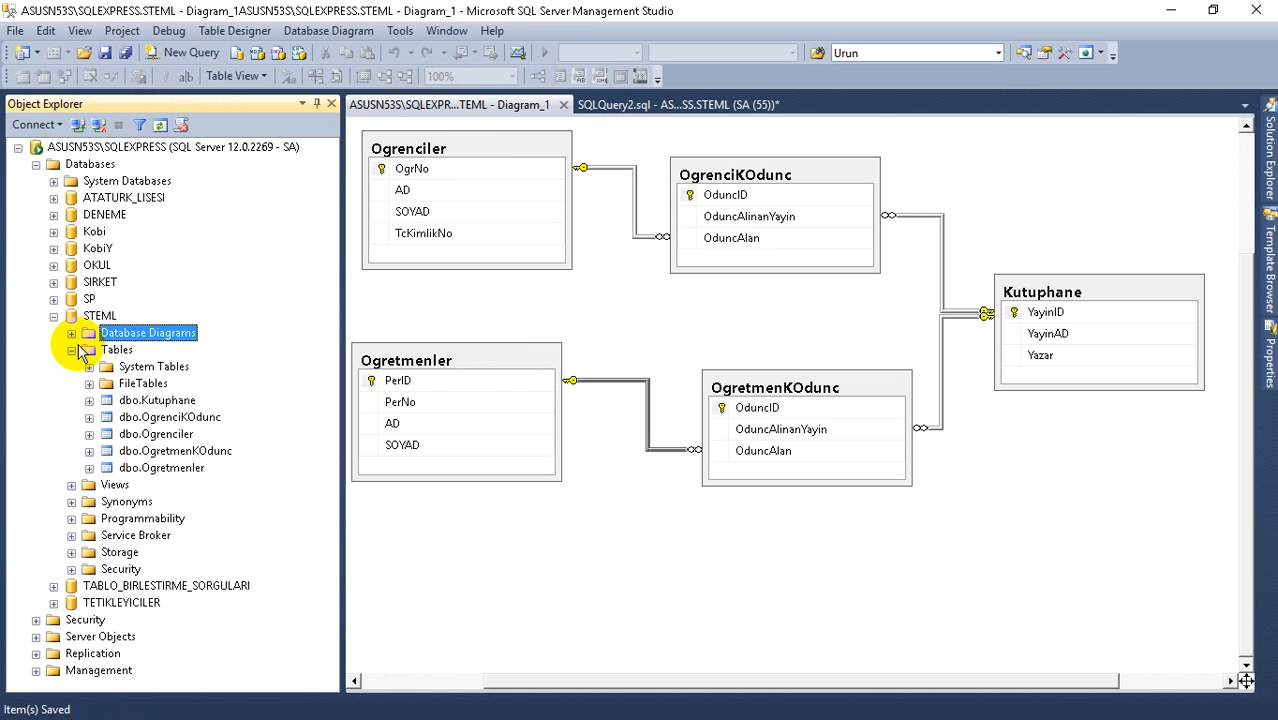 ASUSN53S\SQLEXPRESS.STEML - Diagram_1ASUSN53S\SQLEXPRESS.STEML - Diagram_1 - Microsoft SQL Server Management Studio
File Edit View Project Debug Table Designer Database Diagram Tools Window Help
New Query
Urun
Table View
100%
Object Explorer
Connect
ASUSN53S\SQLEXPRESS (SQL Server 12.0.2269 - SA)
Databases
System Databases
ATATURK_LISESI
DENEME
Kobi
KobiY
OKUL
SIRKET
SP
STEML
Database Diagrams
Tables
System Tables
FileTables
dbo.Kutuphane
dbo.OgrenciKOdunc
dbo.Ogrenciler
dbo.OgretmenKOdunc
dbo.Ogretmenler
Views
Synonyms
Programmability
Service Broker
Storage
Security
TABLO_BIRLESTIRME_SORGULARI
TETIKLEYICILER
Security
Server Objects
Replication
Management
ASUSN53S\SQLEXPR...TEML - Diagram_1
SQLQuery2.sql - AS...SS.STEML (SA (55))*
Ogrenciler
OgrNo
AD
SOYAD
TcKimlikNo
OgrenciKOdunc
OduncID
OduncAlinanYayin
OduncAlan
Kutuphane
YayinID
YayinAD
Yazar
Ogretmenler
PerID
PerNo
AD
SOYAD
OgretmenKOdunc
OduncID
OduncAlinanYayin
OduncAlan
Solution Explorer
Template Browser
Properties
Item(s) Saved